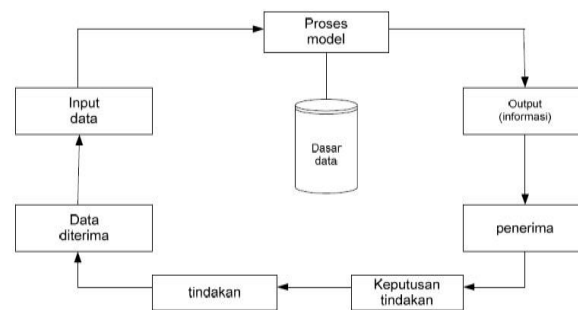 Proses
model
Input
data
Output
(informasi)
Dasar
data
Data
diterima
penerima
tindakan
Keputusan
tindakan